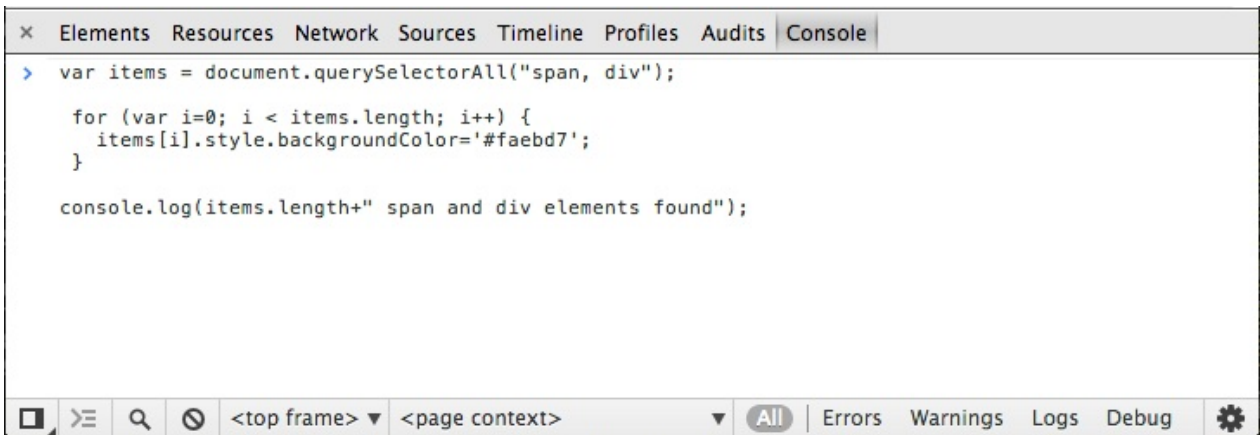 × Elements Resources Network Sources Timeline Profiles Audits Console
> var items = document.querySelectorAll("span, div");
for (var i=0; i < items.length; i++) {
items[i].style.backgroundColor='#faebd7';
}
console.log(items.length+" span and div elements found");
<top frame> ▼ <page context> ▼ All Errors Warnings Logs Debug